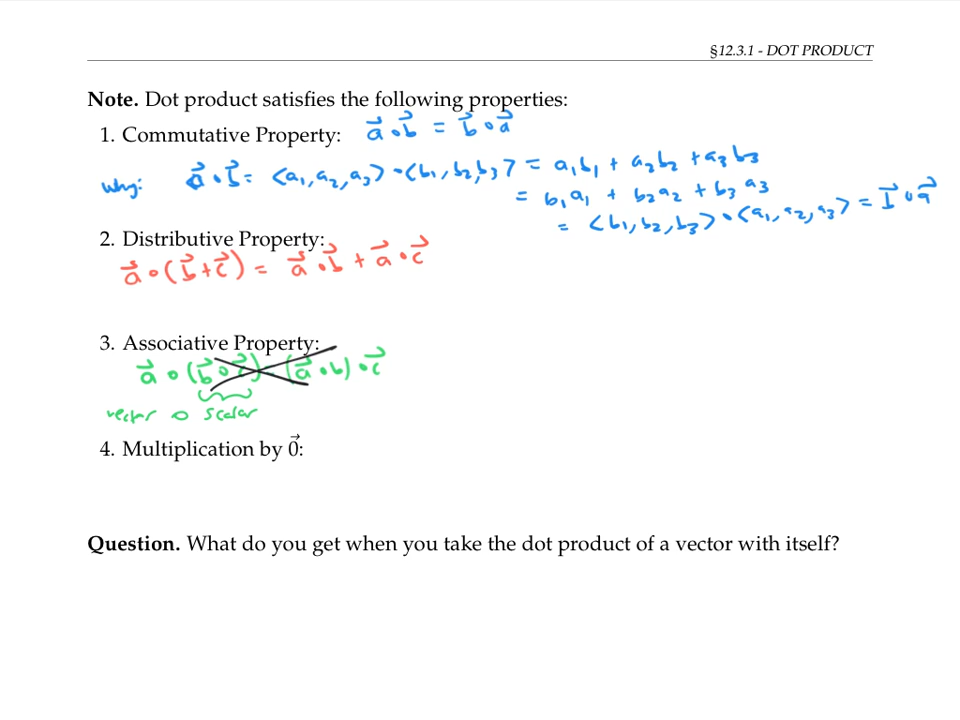 §12.3.1 - DOT PRODUCT
Note. Dot product satisfies the following properties:
1. Commutative Property: a⃗ ∘ b⃗ = b⃗ ∘ a⃗
Why: a⃗ ∘ b⃗ = <a₁, a₂, a₃> • <b₁, b₂, b₃> = a₁b₁ + a₂b₂ + a₃b₃
= b₁a₁ + b₂a₂ + b₃a₃
= <b₁, b₂, b₃> • <a₁, a₂, a₃> = b⃗ ∘ a⃗
2. Distributive Property:
a⃗ ∘ (b⃗ + c⃗) = a⃗ ∘ b⃗ + a⃗ ∘ c⃗
3. Associative Property:
a⃗ ∘ (b⃗ ∘ c⃗) = (a⃗ ∘ b) ∘ c⃗
vector ∘ scalar
4. Multiplication by 0⃗:
Question. What do you get when you take the dot product of a vector with itself?